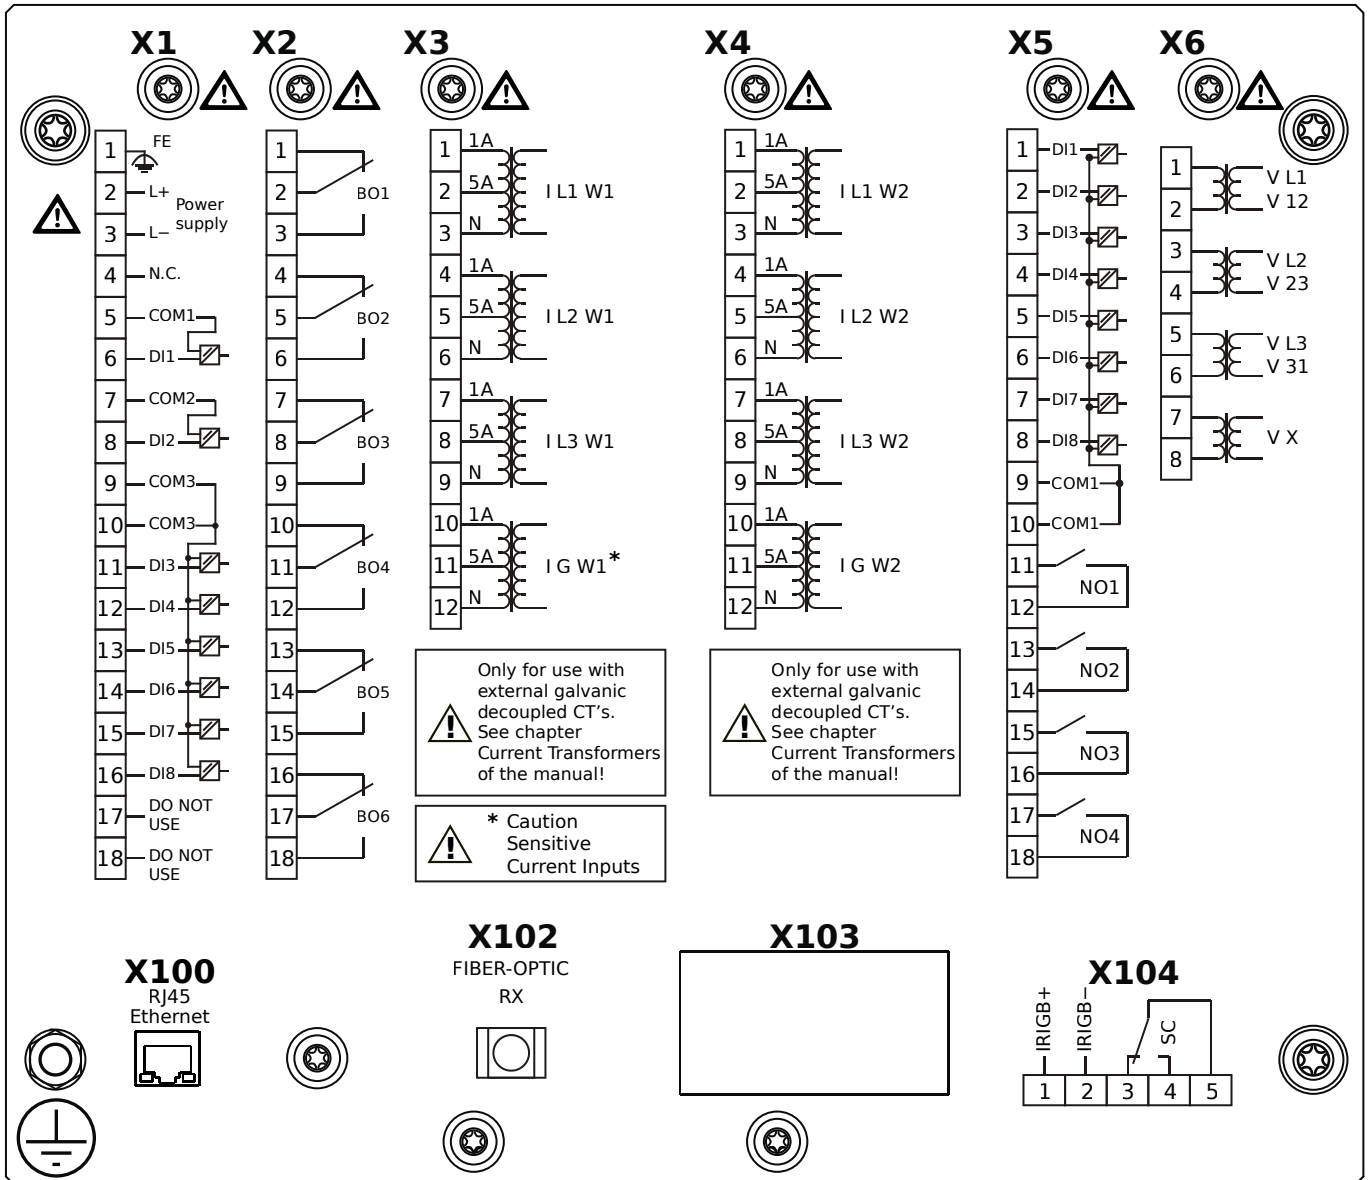 X1
X2
X3
X4
X5
X6
1 FE
2 L+
Power
supply
3 L−
4 N.C.
5 COM1
6 DI1
7 COM2
8 DI2
9 COM3
10 COM3
11 DI3
12 DI4
13 DI5
14 DI6
15 DI7
16 DI8
17 DO NOT
USE
18 DO NOT
USE
1
2 BO1
3
4
5 BO2
6
7
8 BO3
9
10
11 BO4
12
13
14 BO5
15
16
17 BO6
18
1 1A
2 5A I L1 W1
3 N
4 1A
5 5A I L2 W1
6 N
7 1A
8 5A I L3 W1
9 N
10 1A
11 5A I G W1*
12 N
Only for use with
external galvanic
decoupled CT's.
See chapter
Current Transformers
of the manual!
* Caution
Sensitive
Current Inputs
1 1A
2 5A I L1 W2
3 N
4 1A
5 5A I L2 W2
6 N
7 1A
8 5A I L3 W2
9 N
10 1A
11 5A I G W2
12 N
Only for use with
external galvanic
decoupled CT's.
See chapter
Current Transformers
of the manual!
1 DI1
2 DI2
3 DI3
4 DI4
5 DI5
6 DI6
7 DI7
8 DI8
9 COM1
10 COM1
11
NO1
12
13
NO2
14
15
NO3
16
17
NO4
18
1 V L1
2 V 12
3 V L2
4 V 23
5 V L3
6 V 31
7
V X
8
X100
RJ45
Ethernet
X102
FIBER-OPTIC
RX
X103
X104
IRIGB+
IRIGB−
SC
1 2 3 4 5